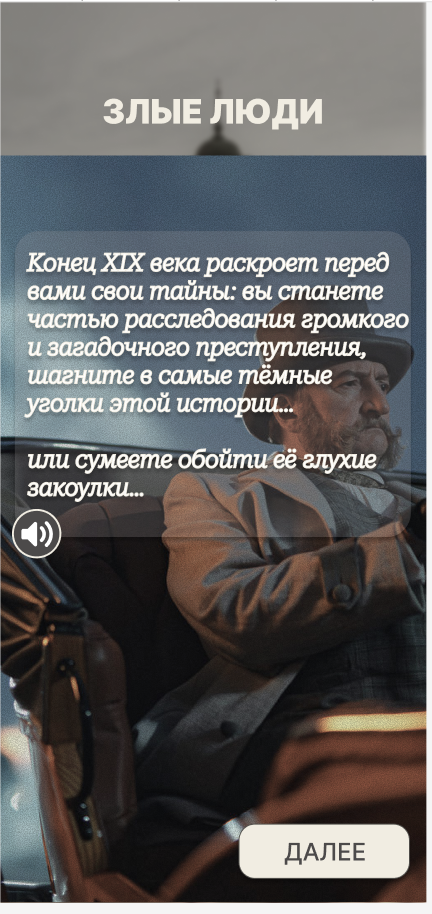 ЗЛЫЕ ЛЮДИ
Конец XIX века раскроет перед
вами свои тайны: вы станете
частью расследования громкого
и загадочного преступления,
шагните в самые тёмные
уголки этой истории...
или сумеете обойти её глухие
закоулки...
ДАЛЕЕ